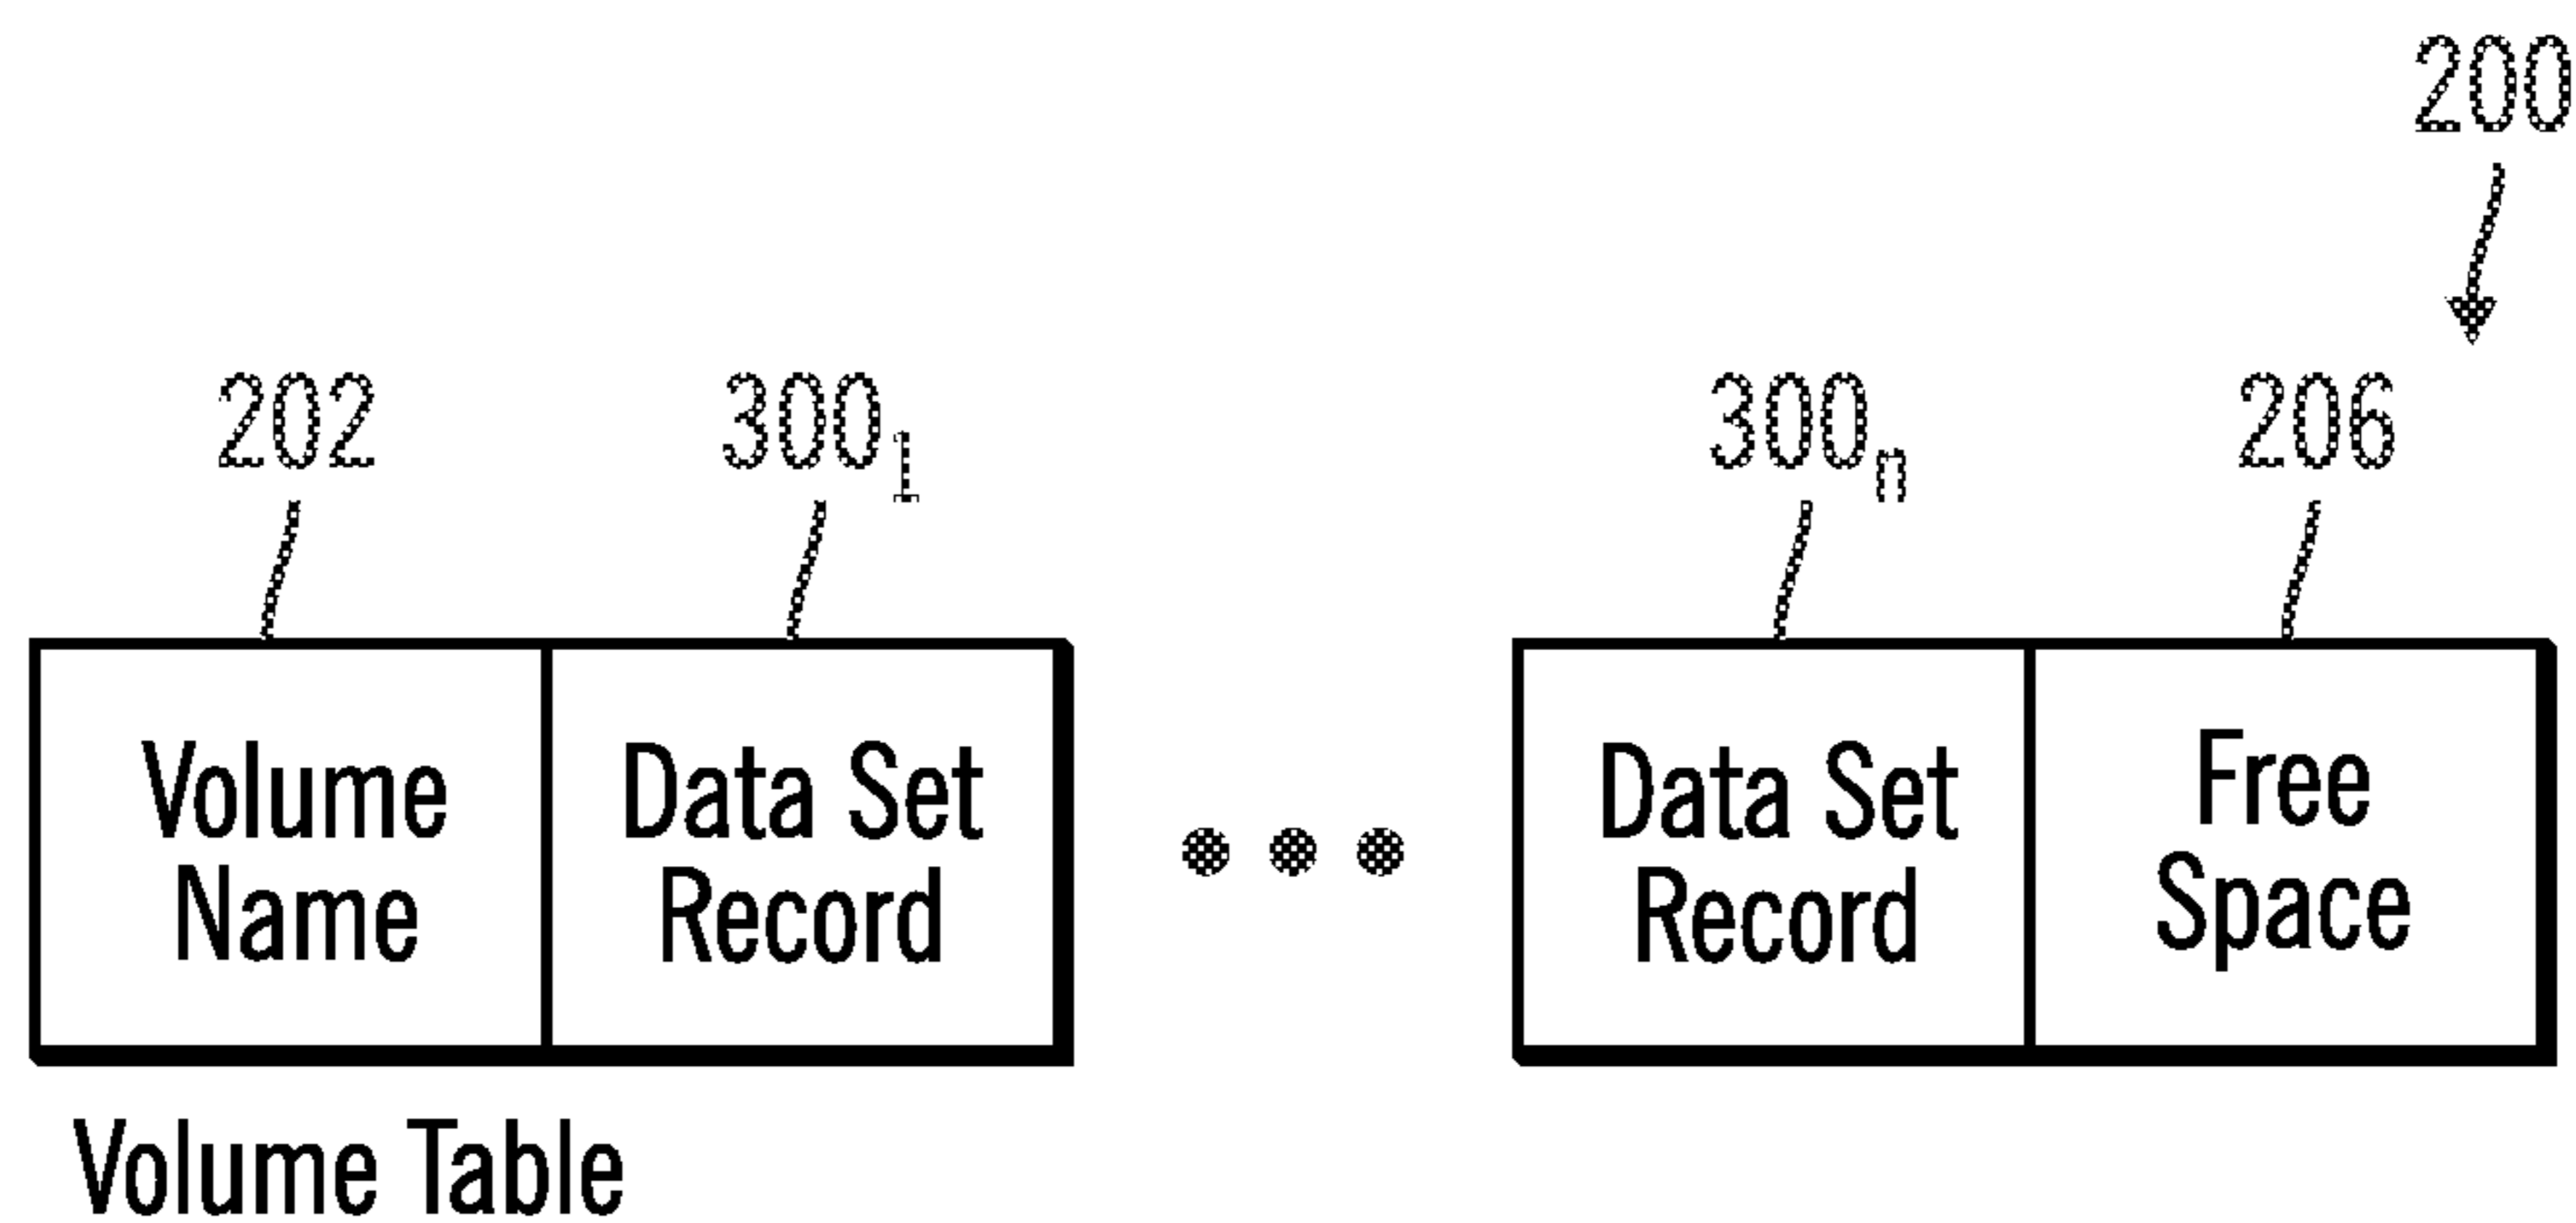 200
202 300₁ 300ₙ 206
Volume Name
Data Set Record
Data Set Record
Free Space
Volume Table